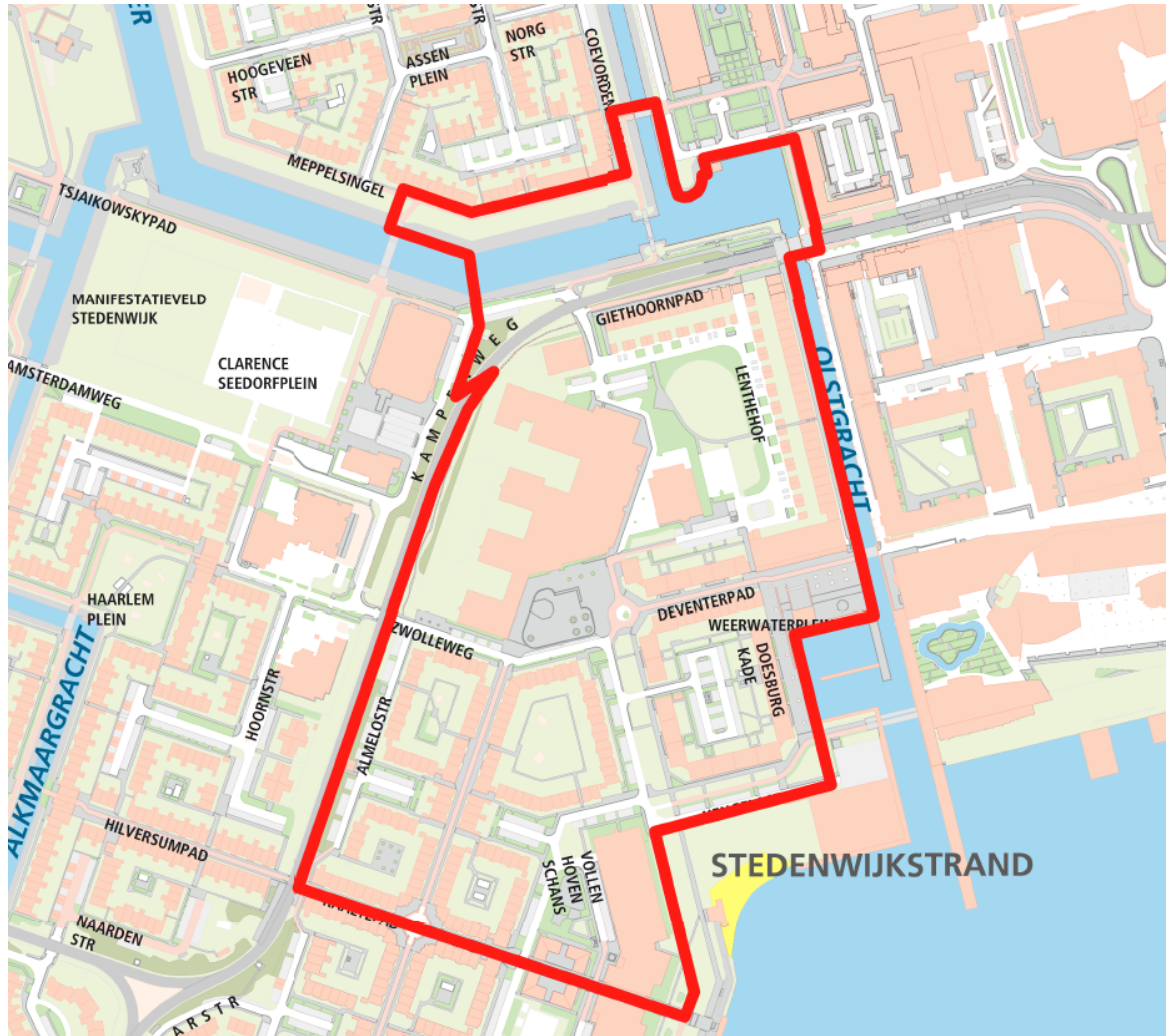 HOOGEVEEN
STR
ASSEN
PLEIN
NORG
STR
COEVORDEN
MEPPELSINGEL
TSJAIKOWSKYPAD
MANIFESTATIEVELD
STEDENWIJK
CLARENCE
SEEDORFPLEIN
AMSTERDAMWEG
GIETHOORNPAD
LENTHEHOF
OLSTGRACHT
HAARLEM
PLEIN
ALKMAARGRACHT
HOORNSTR
ZWOLLEWEG
DEVENTERPAD
WEERWATERPLEIN
DOESBURG
KADE
ALMELOSTR
HILVERSUMPAD
VOLLEN
HOVEN
SCHANS
STEDENWIJKSTRAND
NAARDEN
STR